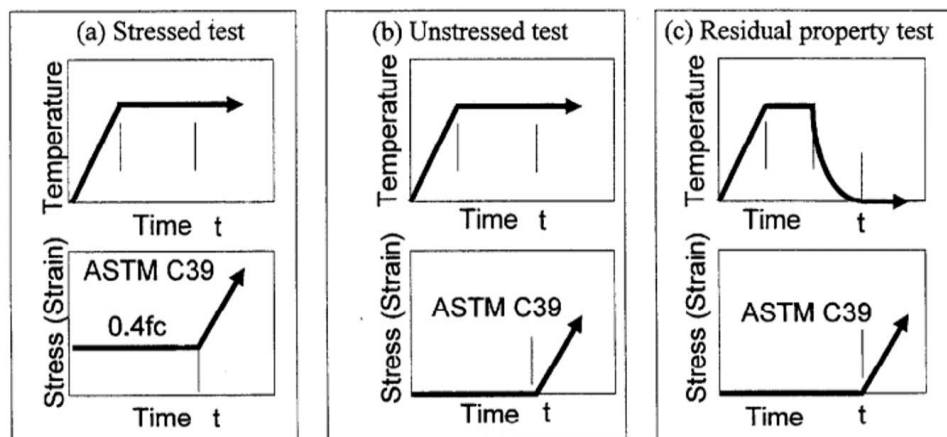 (a) Stressed test
Temperature
Time t
Stress (Strain)
ASTM C39
0.4fc
Time t
(b) Unstressed test
Temperature
Time t
Stress (Strain)
ASTM C39
Time t
(c) Residual property test
Temperature
Time t
Stress (Strain)
ASTM C39
Time t